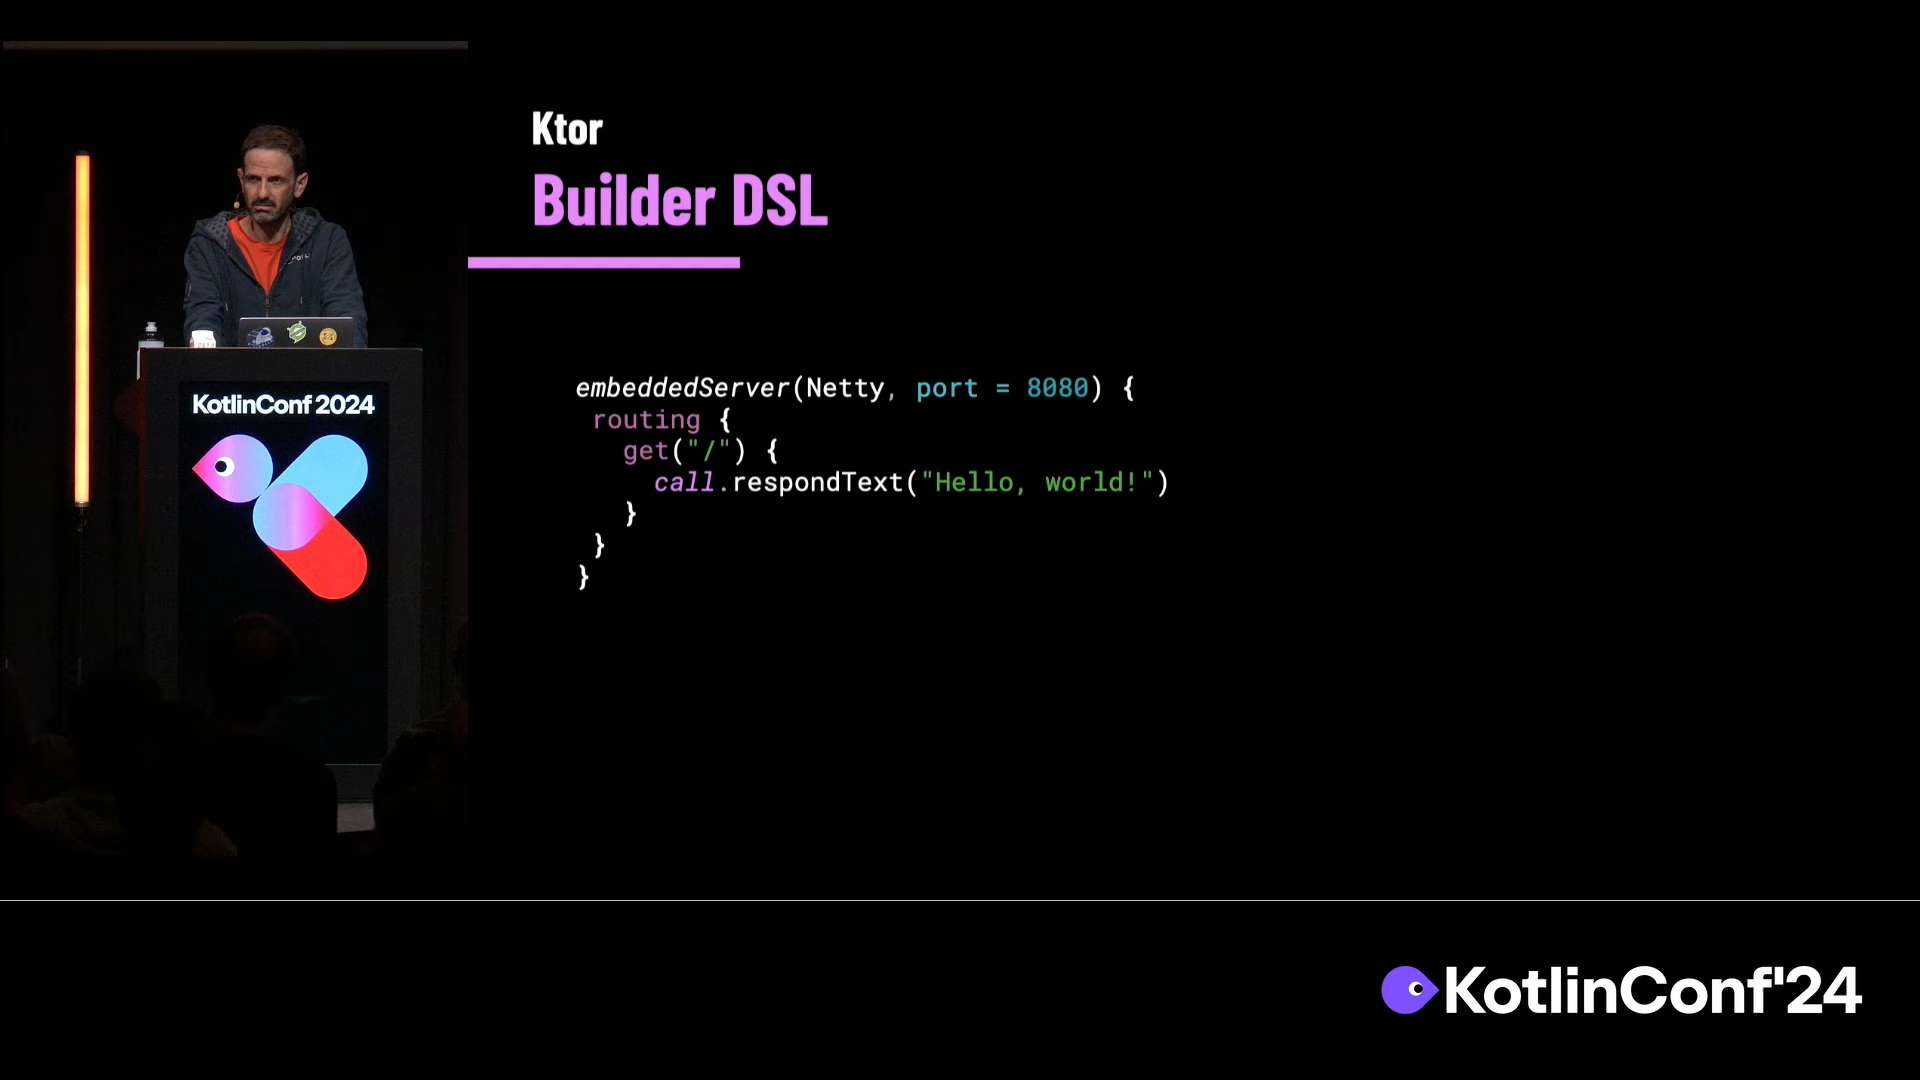 Ktor
Builder DSL
embeddedServer(Netty, port = 8080) {
routing {
get("/") {
call.respondText("Hello, world!")
}
}
}
KotlinConf 2024
KotlinConf'24